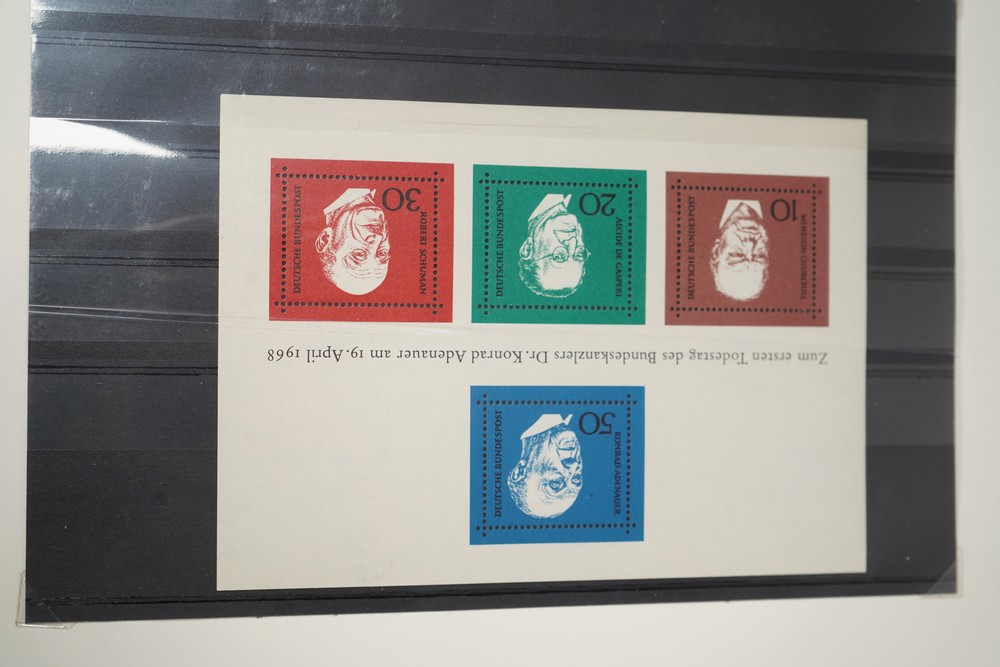 KONRAD ADENAUER
50
DEUTSCHE BUNDESPOST
Zum ersten Todestag des Bundeskanzlers Dr. Konrad Adenauer am 19. April 1968
WINSTON CHURCHILL
10
DEUTSCHE BUNDESPOST
ALCIDE DE GASPERI
20
DEUTSCHE BUNDESPOST
ROBERT SCHUMAN
30
DEUTSCHE BUNDESPOST